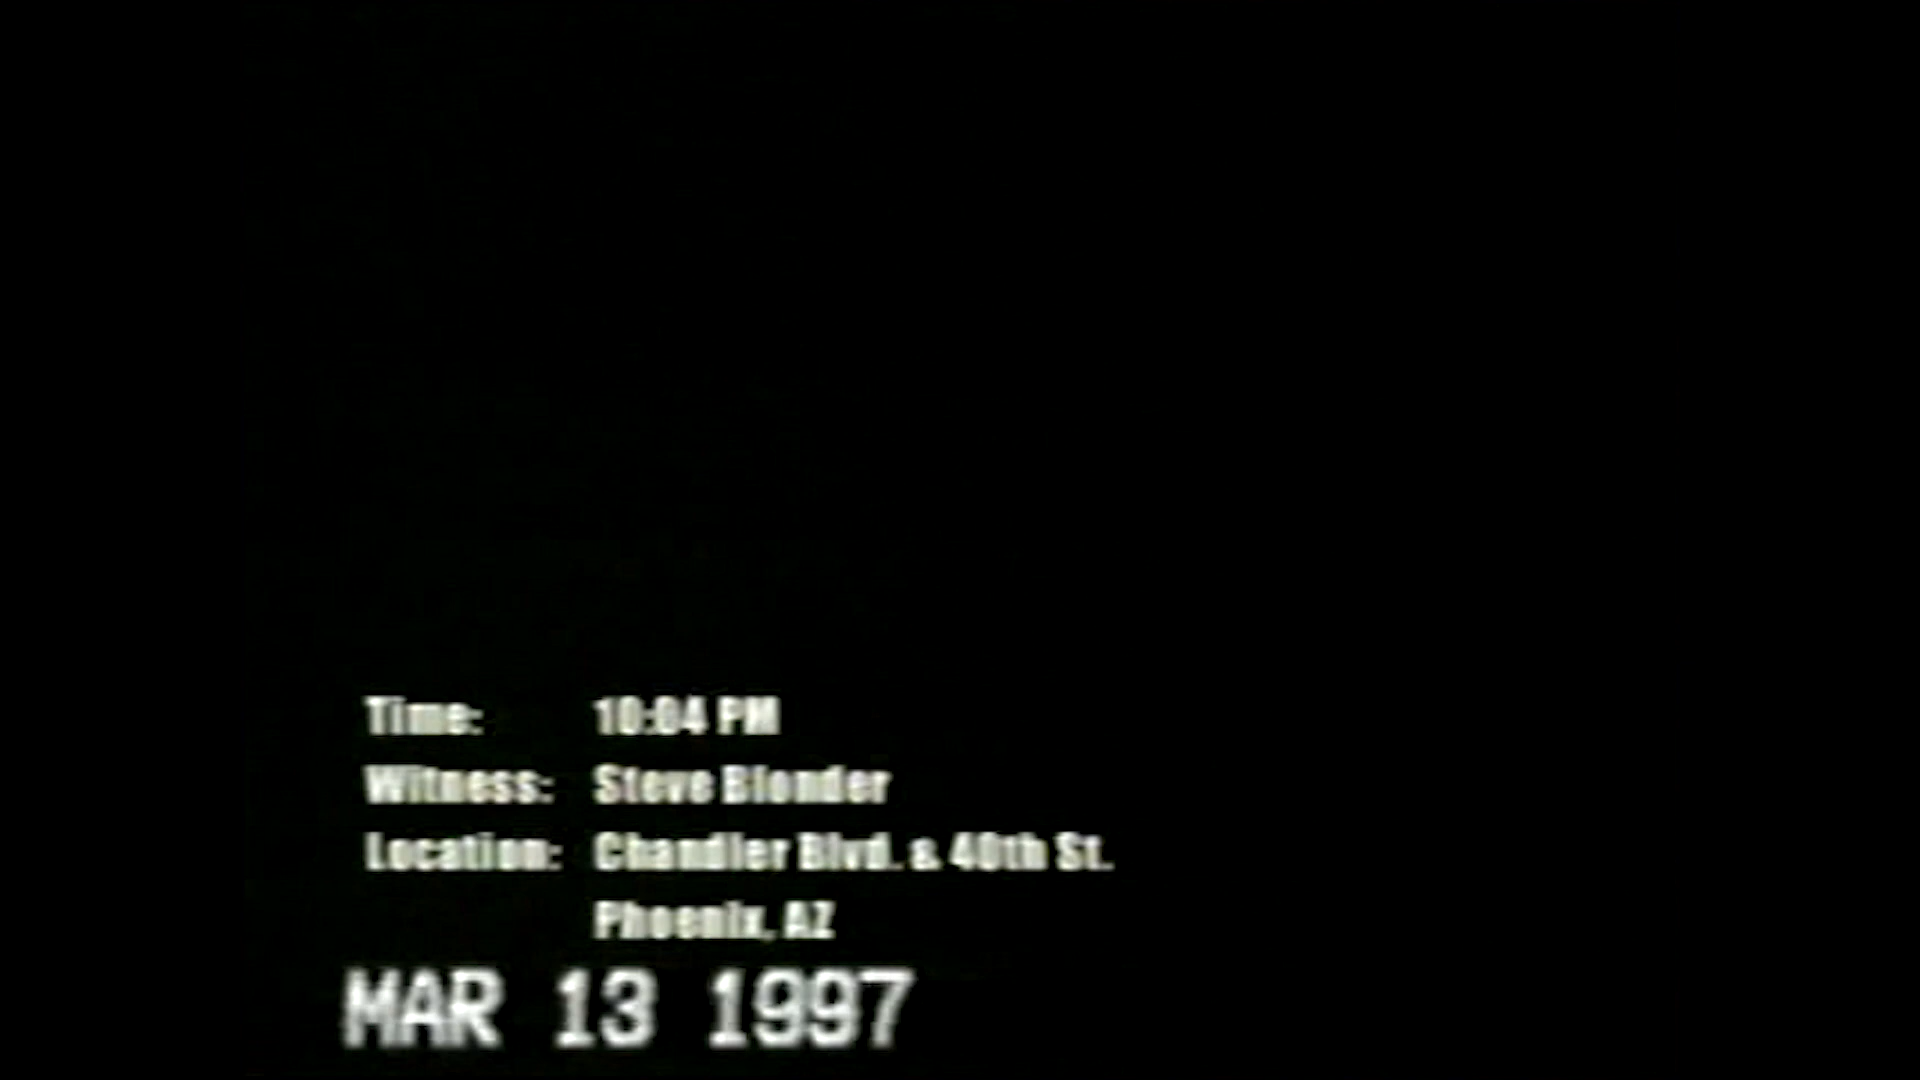 Time: 10:04 PM
Witness: Steve Blonder
Location: Chandler Blvd. & 40th St.
Phoenix, AZ
MAR 13 1997